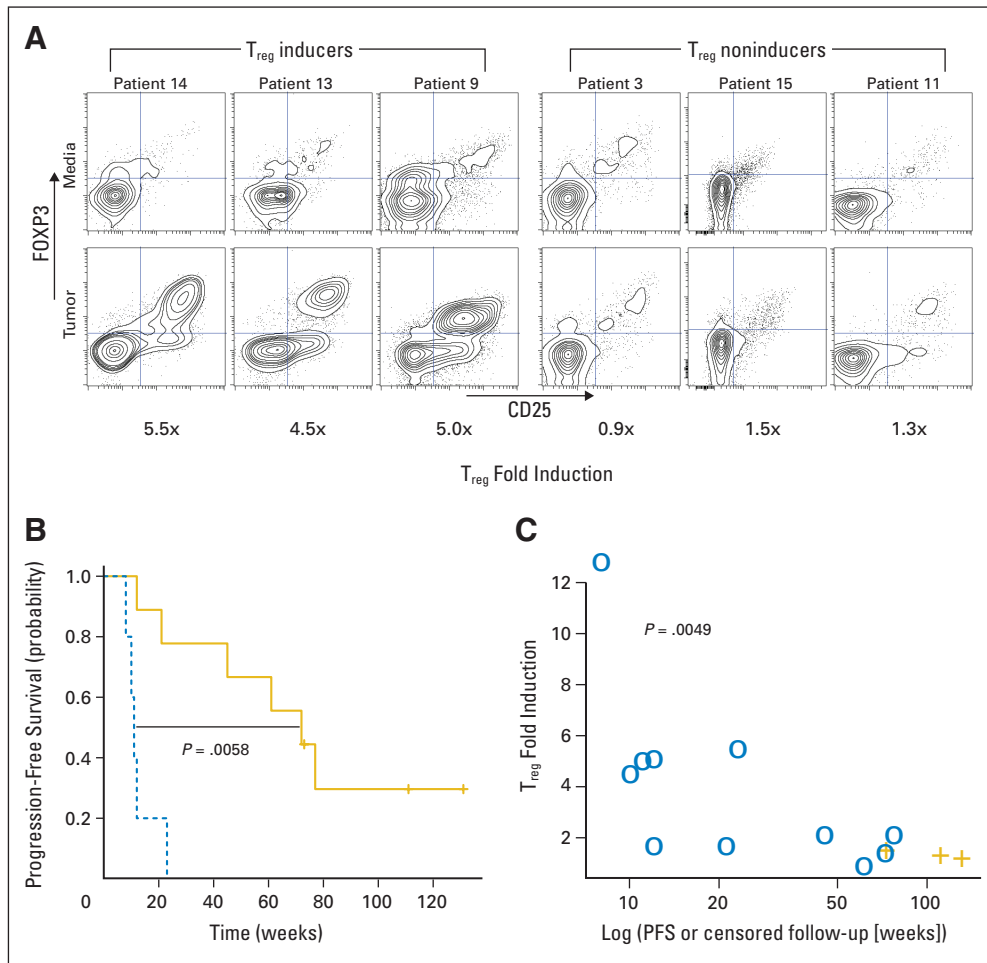 A
Treg inducers
Treg noninducers
Patient 14
Patient 13
Patient 9
Patient 3
Patient 15
Patient 11
Media
FOXP3
Tumor
CD25
5.5x
4.5x
5.0x
0.9x
1.5x
1.3x
Treg Fold Induction
B
Progression-Free Survival (probability)
1.0
0.8
0.6
0.4
0.2
P = .0058
0
20
40
60
80
100
120
Time (weeks)
C
Treg Fold Induction
12
10
8
6
4
2
P = .0049
10
20
50
100
Log (PFS or censored follow-up [weeks])